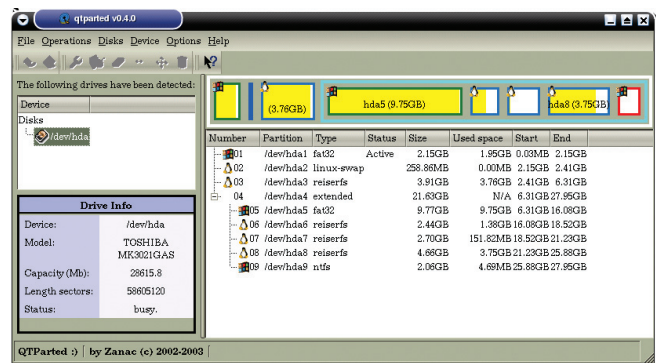 qtparted v0.4.0
File Operations Disks Device Options Help
The following drives have been detected:
Device
Disks
/dev/hda
Drive Info
Device: /dev/hda
Model: TOSHIBA
MK3021GAS
Capacity (Mb): 28615.8
Length sectors: 58605120
Status: busy.
(3.76GB) hda5 (9.75GB) hda8 (3.75GB)
Number Partition Type Status Size Used space Start End
01 /dev/hda1 fat32 Active 2.15GB 1.95GB 0.03MB 2.15GB
02 /dev/hda2 linux-swap 258.86MB 0.00MB 2.15GB 2.41GB
03 /dev/hda3 reiserfs 3.91GB 3.76GB 2.41GB 6.31GB
04 /dev/hda4 extended 21.63GB N/A 6.31GB 27.95GB
05 /dev/hda5 fat32 9.77GB 9.75GB 6.31GB 16.08GB
06 /dev/hda6 reiserfs 2.44GB 1.38GB 16.08GB 18.52GB
07 /dev/hda7 reiserfs 2.70GB 151.82MB 18.52GB 21.23GB
08 /dev/hda8 reiserfs 4.66GB 3.75GB 21.23GB 25.88GB
09 /dev/hda9 ntfs 2.06GB 4.69MB 25.88GB 27.95GB
QTParted :) by Zanac (c) 2002-2003